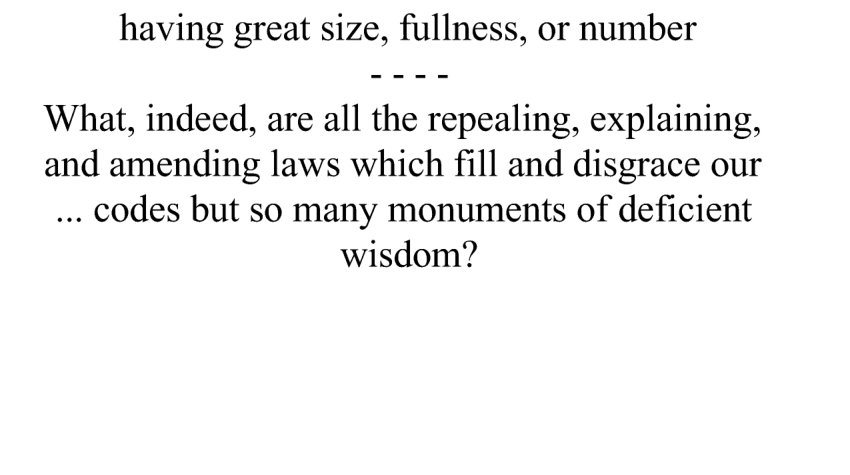 having great size, fullness, or number
- - - -
What, indeed, are all the repealing, explaining,
and amending laws which fill and disgrace our
... codes but so many monuments of deficient
wisdom?